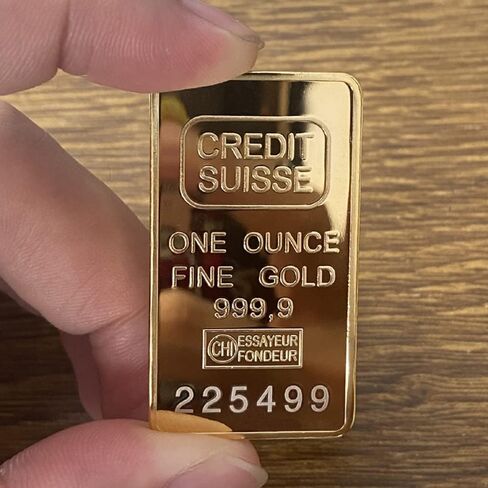 CREDIT
SUISSE
ONE OUNCE
FINE GOLD
999,9
CHI ESSAYEUR
FONDEUR
225499